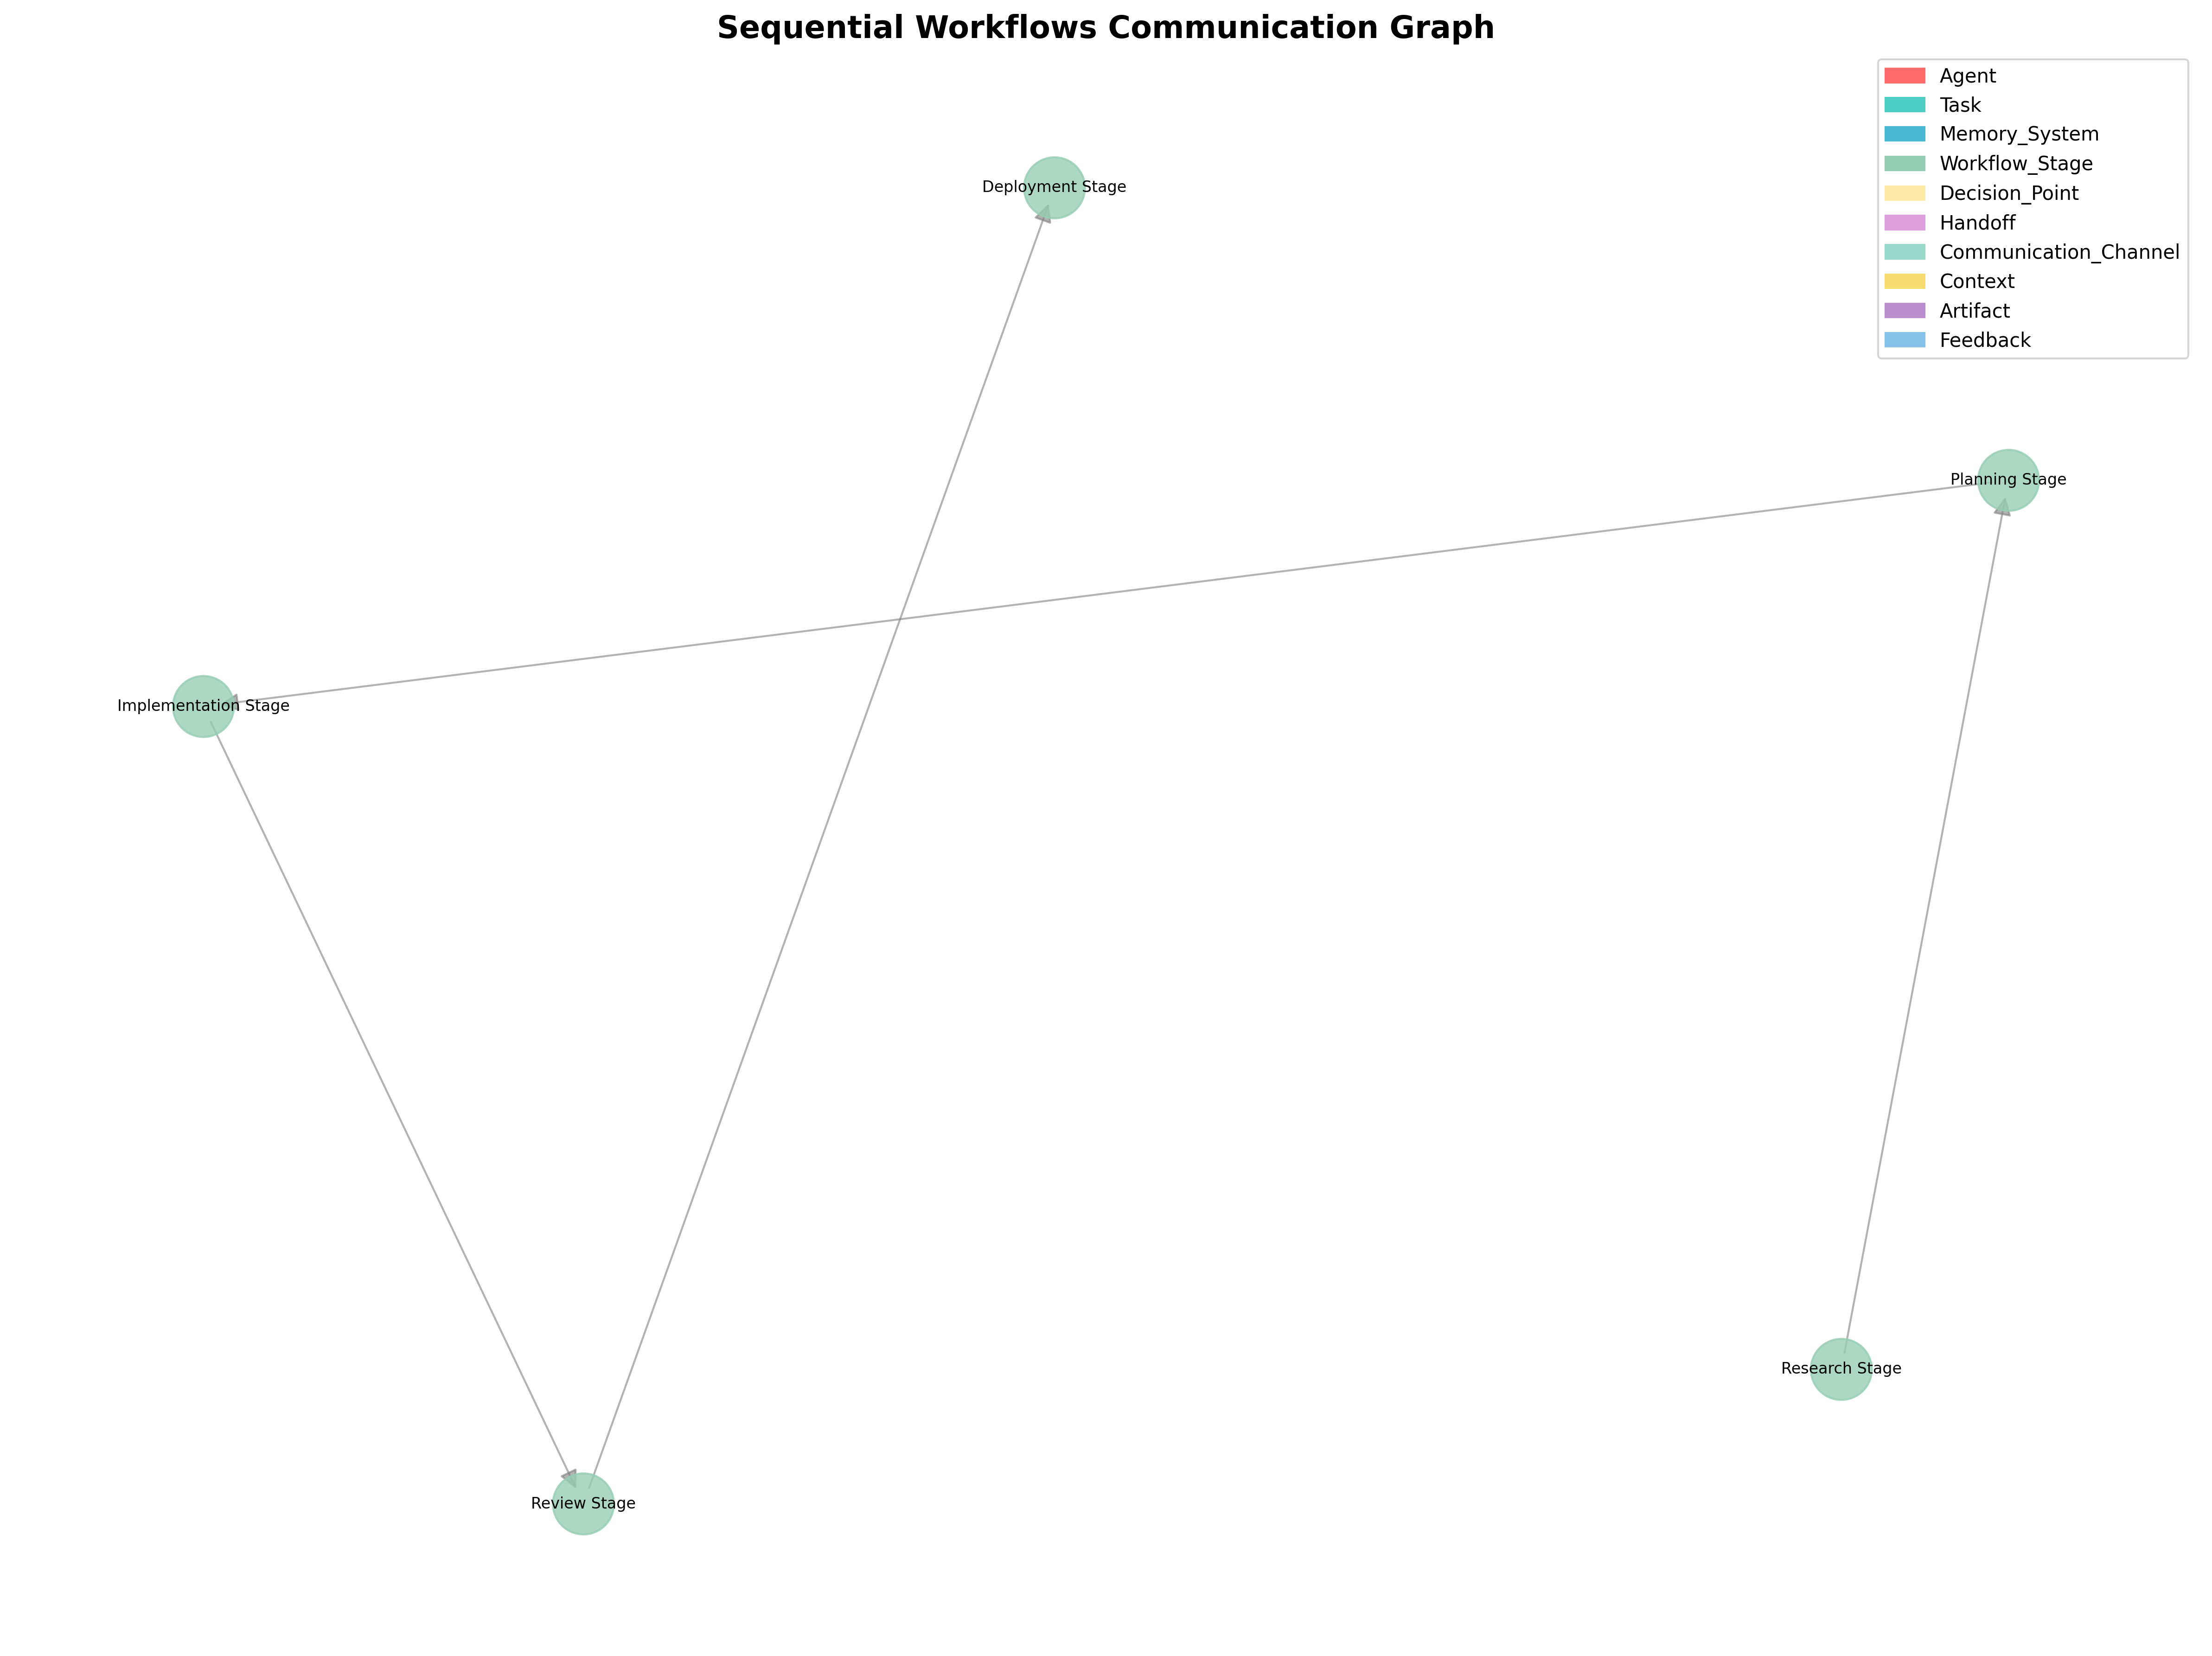 Sequential Workflows Communication Graph
Agent
Task
Memory_System
Workflow_Stage
Decision_Point
Handoff
Communication_Channel
Context
Artifact
Feedback
Deployment Stage
Planning Stage
Implementation Stage
Research Stage
Review Stage